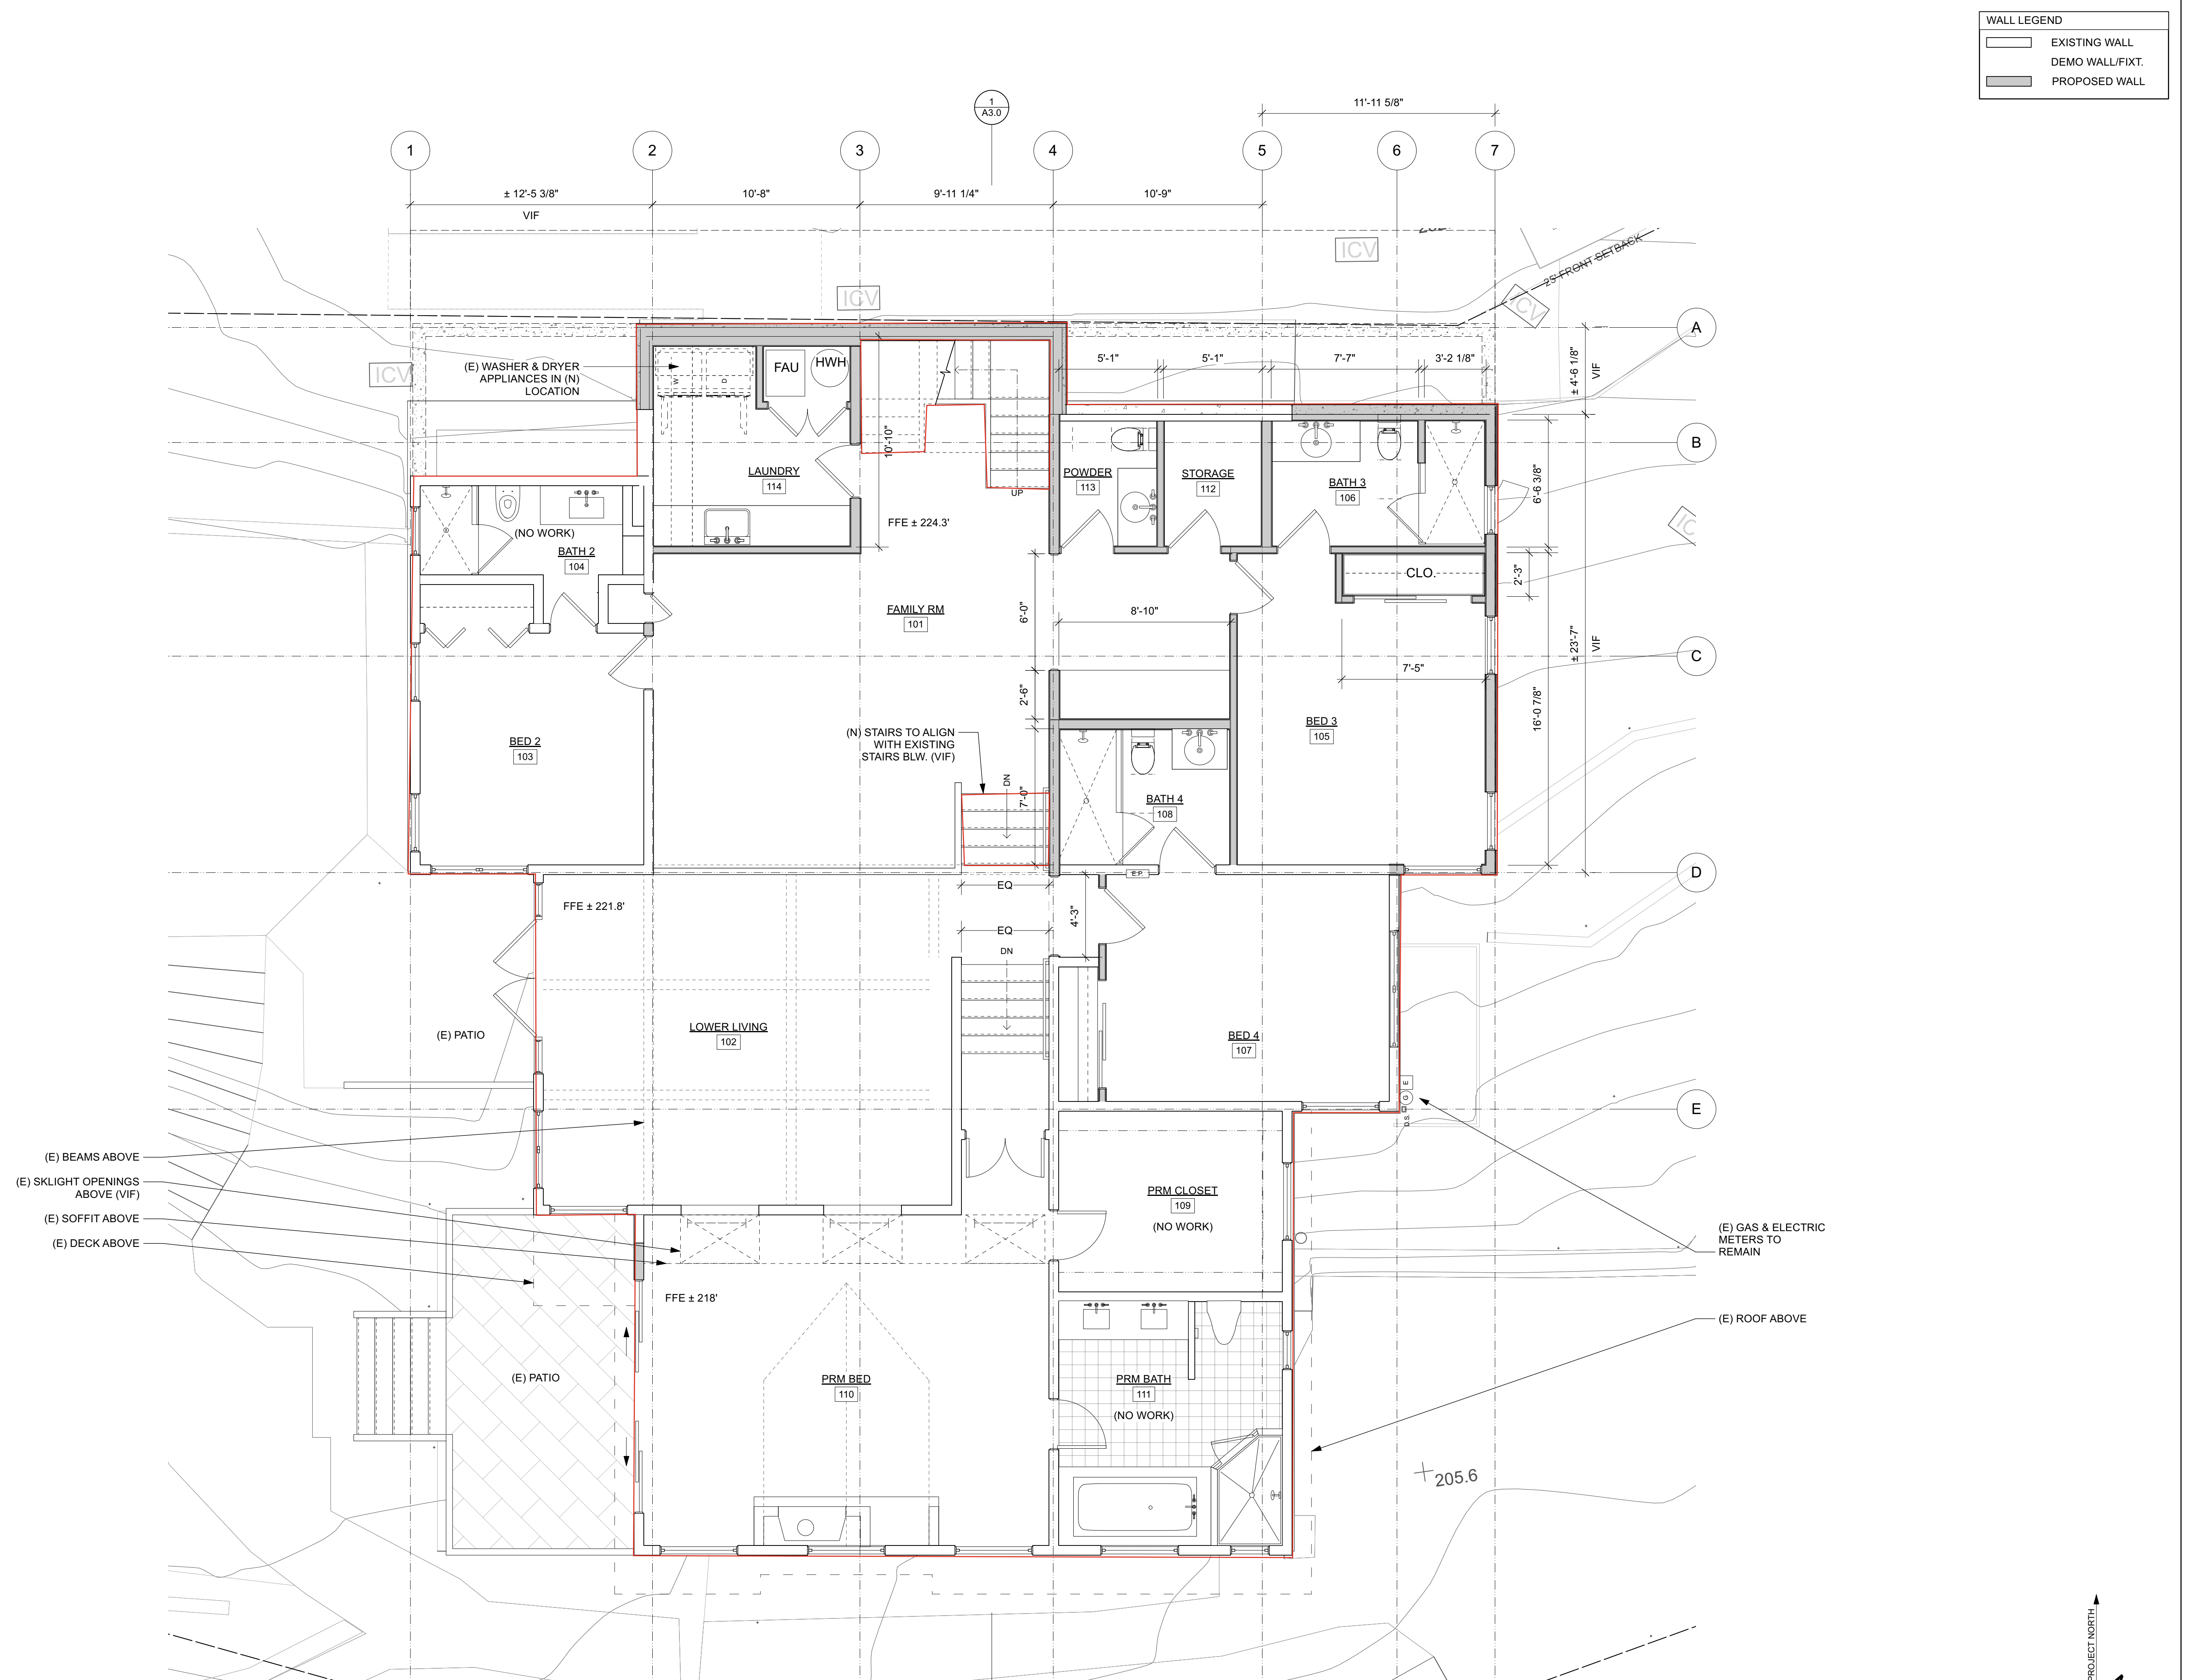 WALL LEGEND
EXISTING WALL
DEMO WALL/FIXT.
PROPOSED WALL
1
A3.0
11'-11 5/8"
1
2
3
4
5
6
7
± 12'-5 3/8"
VIF
10'-8"
9'-11 1/4"
10'-9"
ICV
ICV
ICV
ICV
25' FRONT SETBACK
A
B
C
D
E
(E) WASHER & DRYER
APPLIANCES IN (N)
LOCATION
W
D
FAU
HWH
5'-1"
5'-1"
7'-7"
3'-2 1/8"
± 4'-6 1/8"
VIF
10'-10"
LAUNDRY
114
UP
FFE ± 224.3'
POWDER
113
STORAGE
112
BATH 3
106
6'-6 3/8"
(NO WORK)
BATH 2
104
2'-3"
CLO.
FAMILY RM
101
6'-0"
8'-10"
± 23'-7"
VIF
7'-5"
2'-6"
16'-0 7/8"
BED 2
103
BED 3
105
(N) STAIRS TO ALIGN
WITH EXISTING
STAIRS BLW. (VIF)
DN
7'-0"
BATH 4
108
E.P.
EQ
FFE ± 221.8'
4'-3"
EQ
DN
(E) PATIO
LOWER LIVING
102
BED 4
107
E
G
D.S.
(E) BEAMS ABOVE
(E) SKLIGHT OPENINGS
ABOVE (VIF)
(E) SOFFIT ABOVE
(E) DECK ABOVE
PRM CLOSET
109
(NO WORK)
(E) GAS & ELECTRIC
METERS TO
REMAIN
FFE ± 218'
(E) ROOF ABOVE
(E) PATIO
PRM BED
110
PRM BATH
111
(NO WORK)
205.6
PROJECT NORTH